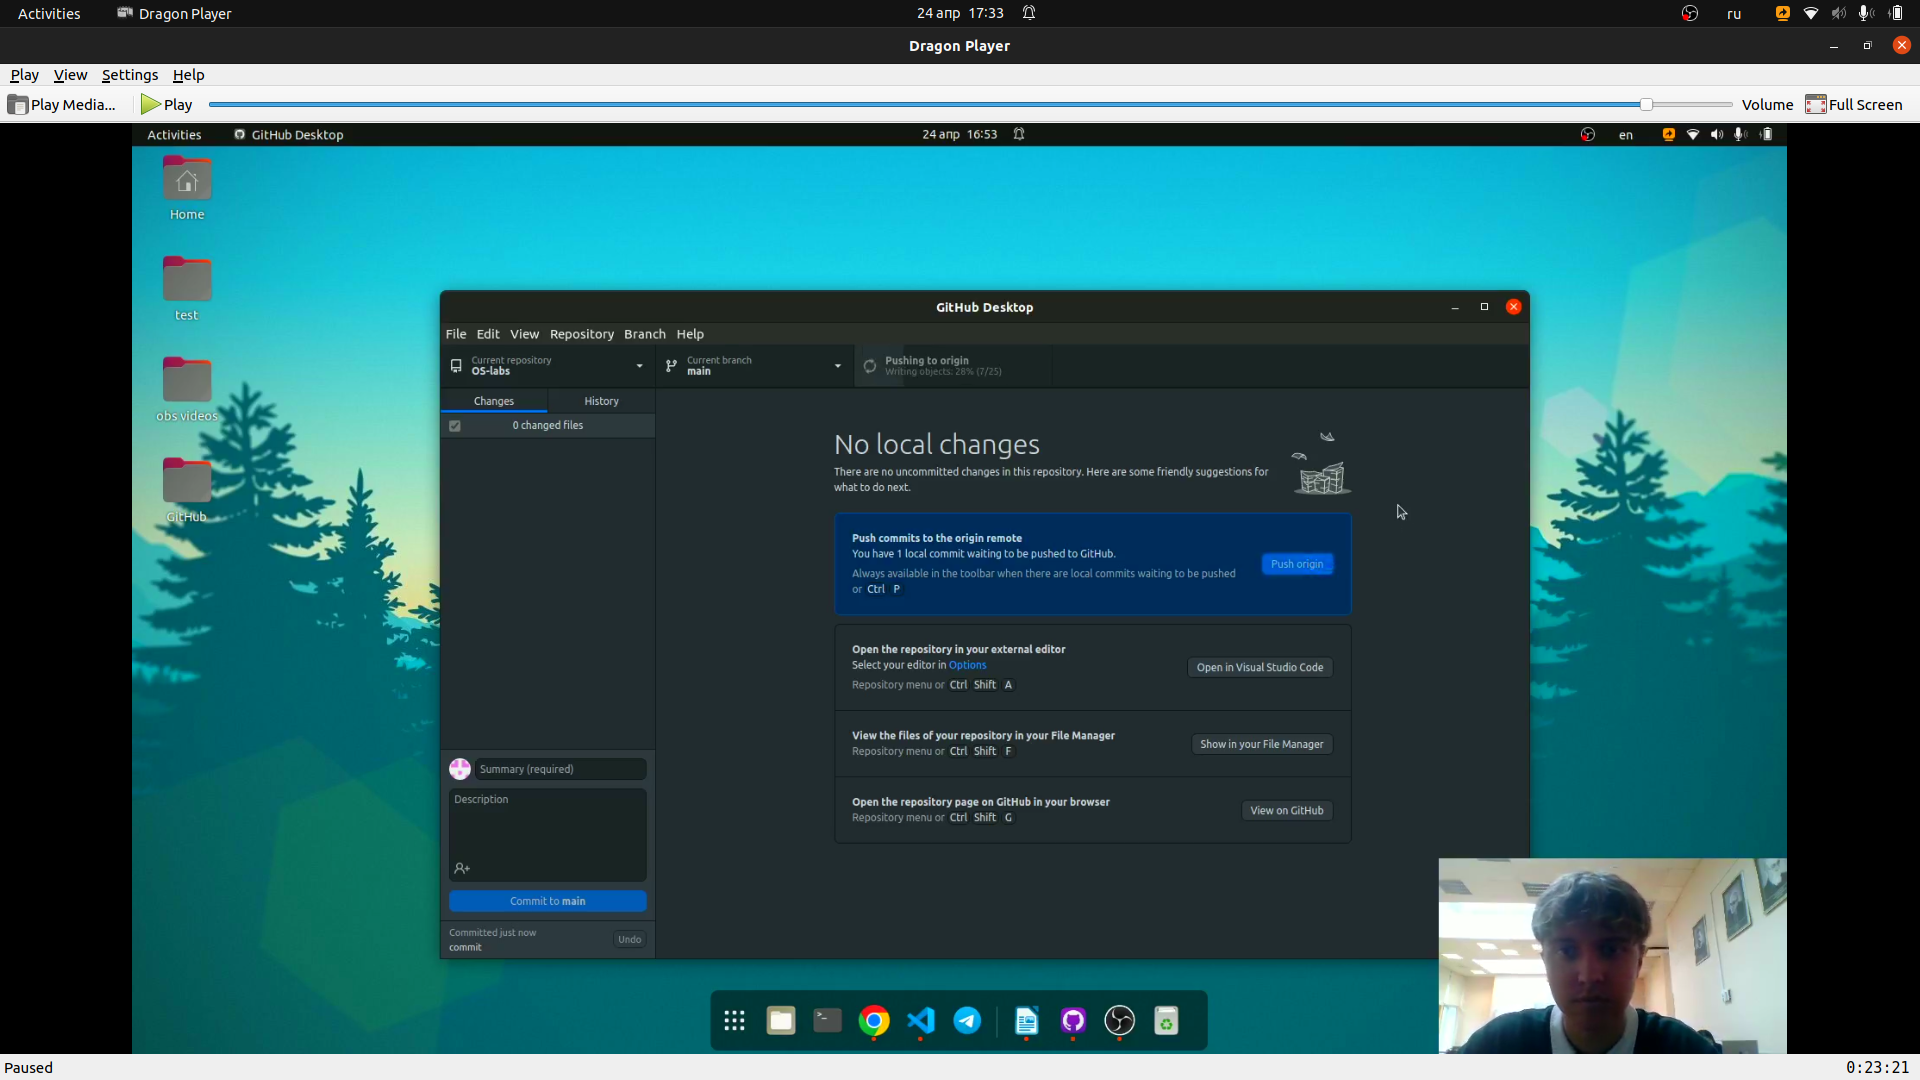 Activities Dragon Player 24 апр 17:33 ru
Dragon Player
Play View Settings Help
Play Media... Play Volume Full Screen
Activities GitHub Desktop 24 апр 16:53 en
Home
test
obs videos
GitHub
GitHub Desktop
File Edit View Repository Branch Help
Current repository
OS-labs
Current branch
main
Pushing to origin
Writing objects: 28% (7/25)
Changes History
0 changed files
No local changes
There are no uncommitted changes in this repository. Here are some friendly suggestions for
what to do next.
Push commits to the origin remote
You have 1 local commit waiting to be pushed to GitHub.
Always available in the toolbar when there are local commits waiting to be pushed
or Ctrl P
Push origin
Open the repository in your external editor
Select your editor in Options
Repository menu or Ctrl Shift A
Open in Visual Studio Code
View the files of your repository in your File Manager
Repository menu or Ctrl Shift F
Show in your File Manager
Open the repository page on GitHub in your browser
Repository menu or Ctrl Shift G
View on GitHub
Summary (required)
Description
Commit to main
Committed just now
commit
Undo
Paused 0:23:21